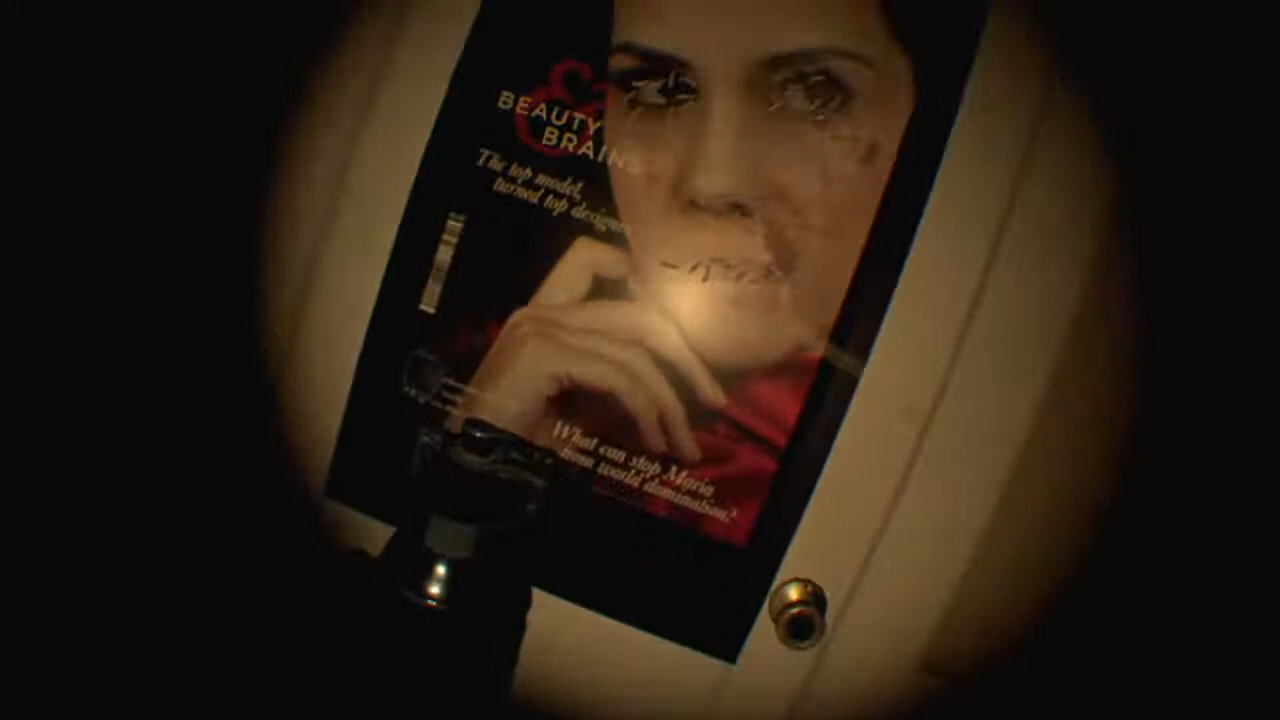 &
BEAUTY
BRAINS
The top model,
turned top designer
What can stop Maria
from world domination?